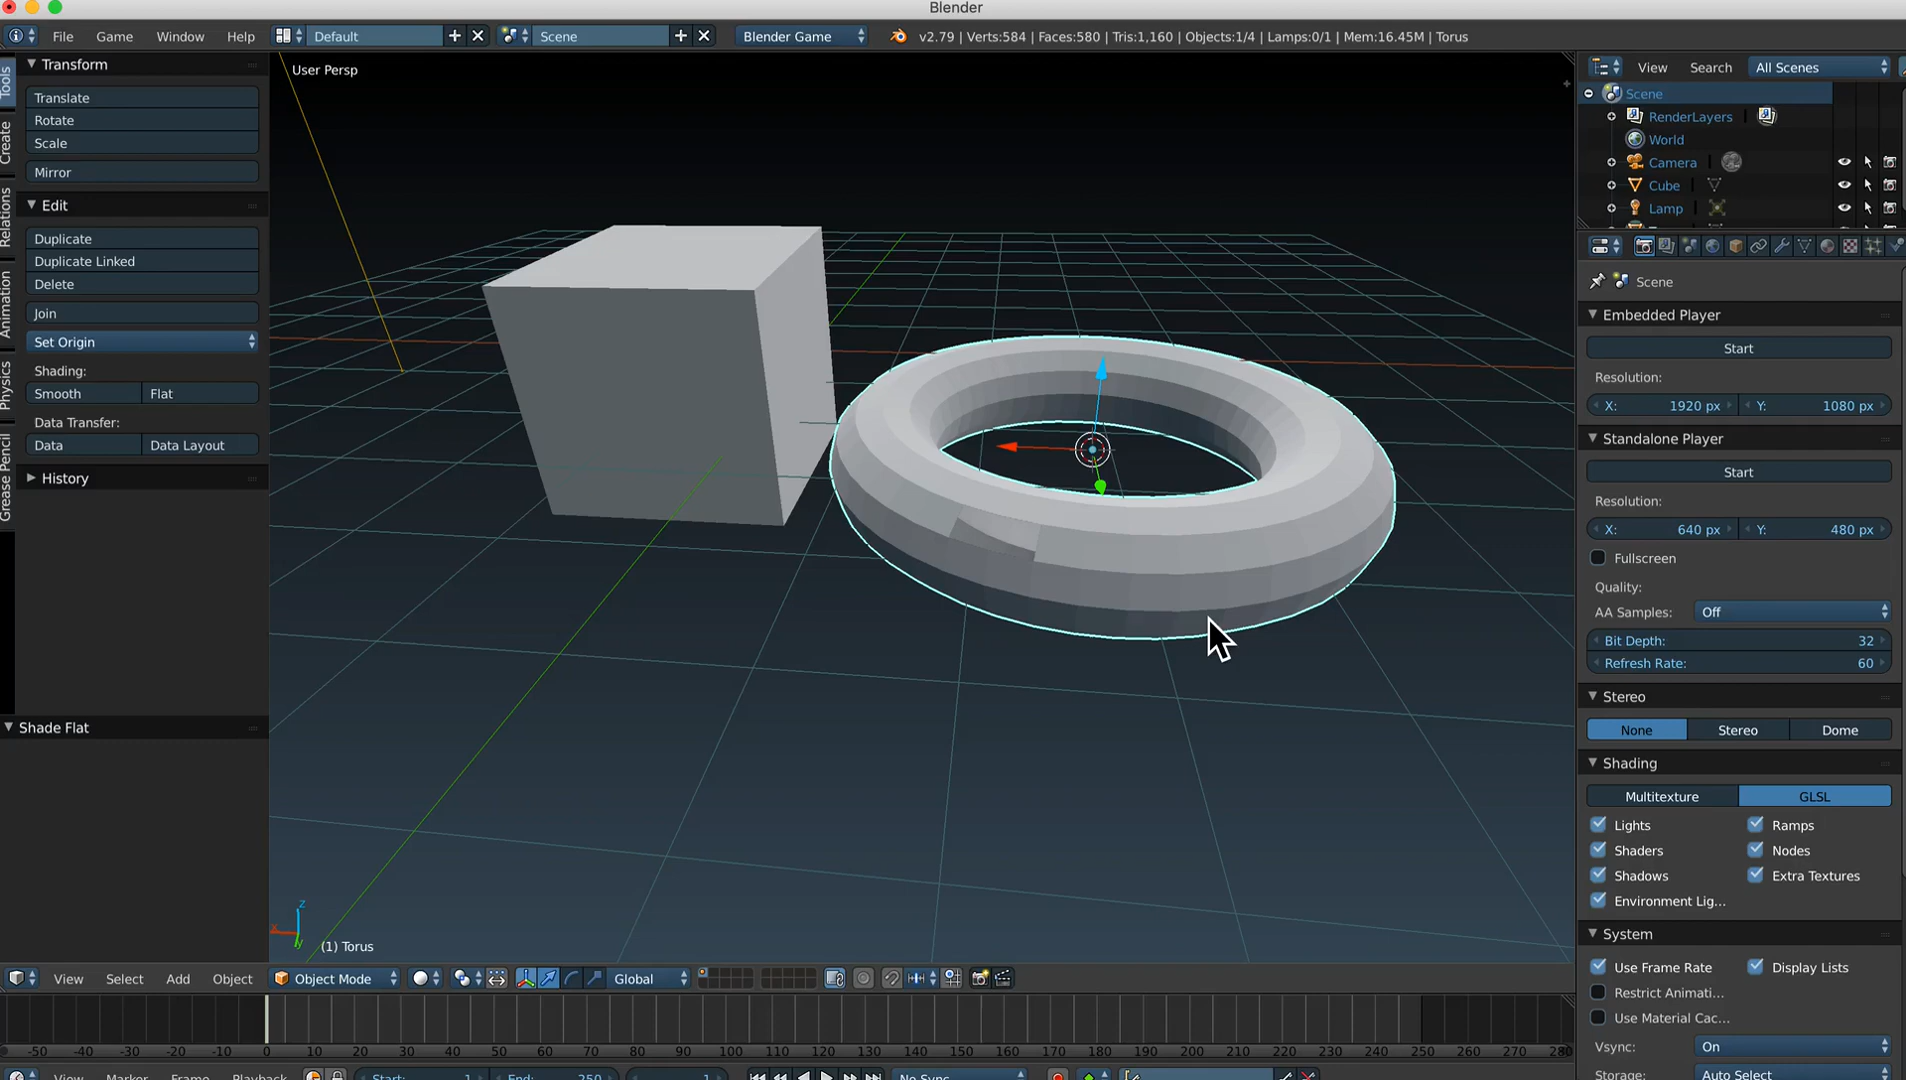 Blender
File Game Window Help Default Scene Blender Game v2.79 | Verts:584 | Faces:580 | Tris:1,160 | Objects:1/4 | Lamps:0/1 | Mem:16.45M | Torus
Tools
Create
Relations
Animation
Physics
Grease Pencil
Transform
Translate
Rotate
Scale
Mirror
Edit
Duplicate
Duplicate Linked
Delete
Join
Set Origin
Shading:
Smooth Flat
Data Transfer:
Data Data Layout
History
Shade Flat
User Persp
z
x
y
(1) Torus
View Search All Scenes
Scene
RenderLayers
World
Camera
Cube
Lamp
Scene
Embedded Player
Start
Resolution:
X: 1920 px Y: 1080 px
Standalone Player
Start
Resolution:
X: 640 px Y: 480 px
Fullscreen
Quality:
AA Samples: Off
Bit Depth: 32
Refresh Rate: 60
Stereo
None Stereo Dome
Shading
Multitexture GLSL
Lights Ramps
Shaders Nodes
Shadows Extra Textures
Environment Lig...
System
Use Frame Rate Display Lists
Restrict Animati...
Use Material Cac...
Vsync: On
Storage: Auto Select
View Select Add Object Object Mode Global
-50 -40 -30 -20 -10 0 10 20 30 40 50 60 70 80 90 100 110 120 130 140 150 160 170 180 190 200 210 220 230 240 250 260 270 280
View Marker Frame Playback Start: 1 End: 250 1 No Sync